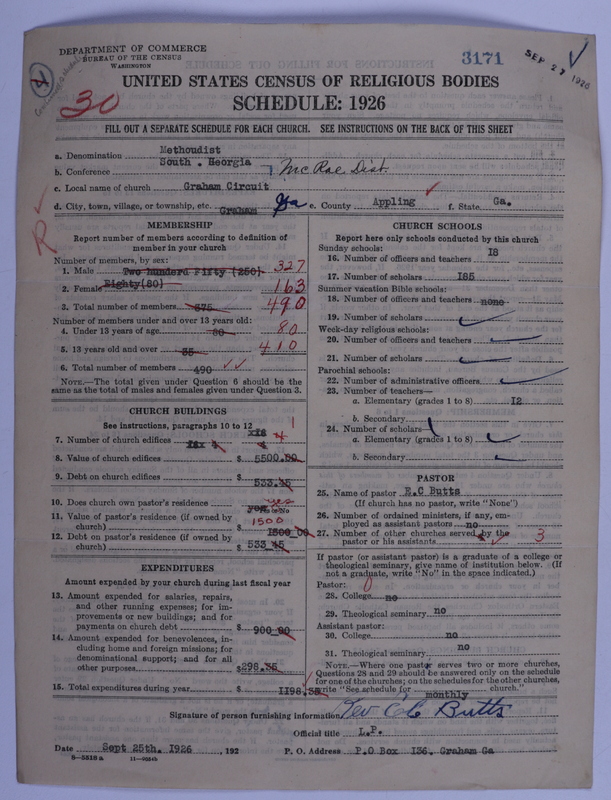 DEPARTMENT OF COMMERCE
BUREAU OF THE CENSUS
WASHINGTON
3171
SEP 27 1926
30
UNITED STATES CENSUS OF RELIGIOUS BODIES
SCHEDULE: 1926
FILL OUT A SEPARATE SCHEDULE FOR EACH CHURCH. SEE INSTRUCTIONS ON THE BACK OF THIS SHEET
a. Denomination Methoudist
b. Conference South . Georgia McRae Dist.
c. Local name of church Graham Circuit
d. City, town, village, or township, etc. Graham Ga e. County Appling f. State Ga.
R
MEMBERSHIP
Report number of members according to definition of member in your church
Number of members, by sex:
1. Male Two hunderd Fifty (250) 327
2. Female Eighty(80) 163
3. Total number of members 375 490
Number of members under and over 13 years old:
4. Under 13 years of age 80 80
5. 13 years old and over 35 410
6. Total number of members 490
NOTE.—The total given under Question 6 should be the same as the total of males and females given under Question 3.
CHURCH BUILDINGS
See instructions, paragraphs 10 to 12
7. Number of church edifices 4
8. Value of church edifices $ 5500.00
9. Debt on church edifices $ 533.45
10. Does church own pastor's residence yes
Yes or No
11. Value of pastor's residence (if owned by church) $ 1500 1500 00
12. Debt on pastor's residence (if owned by church) $ 533 45
EXPENDITURES
Amount expended by your church during last fiscal year
13. Amount expended for salaries, repairs, and other running expenses; for improvements or new buildings; and for payments on church debt $ 900 00
14. Amount expended for benevolences, including home and foreign missions; for denominational support; and for all other purposes $ 298.35
15. Total expenditures during year $ 1198.35
CHURCH SCHOOLS
Report here only schools conducted by this church
Sunday schools:
16. Number of officers and teachers 18
17. Number of scholars 185
Summer vacation Bible schools:
18. Number of officers and teachers none
19. Number of scholars
Week-day religious schools:
20. Number of officers and teachers
21. Number of scholars
Parochial schools:
22. Number of administrative officers
23. Number of teachers—
a. Elementary (grades 1 to 8) 12
b. Secondary
24. Number of scholars—
a. Elementary (grades 1 to 8)
b. Secondary
PASTOR
25. Name of pastor E.C Butts
(If church has no pastor, write "None")
26. Number of ordained ministers, if any, employed as assistant pastors no
27. Number of other churches served by the pastor or his assistants 3
If pastor (or assistant pastor) is a graduate of a college or theological seminary, give name of institution below. (If not a graduate, write "No" in the space indicated.)
Pastor: 0
28. College no
29. Theological seminary no
Assistant pastor:
30. College no
31. Theological seminary no
NOTE.—Where one pastor serves two or more churches, Questions 28 and 29 should be answered only on the schedule for one of the churches; on the schedules for the other churches, write "See schedule for monthly church."
Signature of person furnishing information Rev E C Butts
Official title L.P.
Date Sept 25th. 1926 , 192 P. O. Address P.O Box 136. Graham Ga
8-5518 a 11-9084b